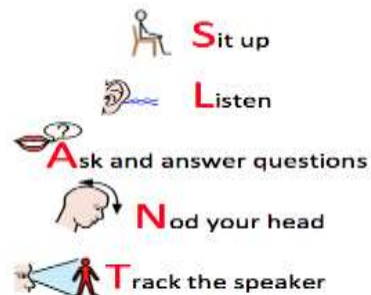 Sit up
Listen
?
Ask and answer questions
Nod your head
Track the speaker